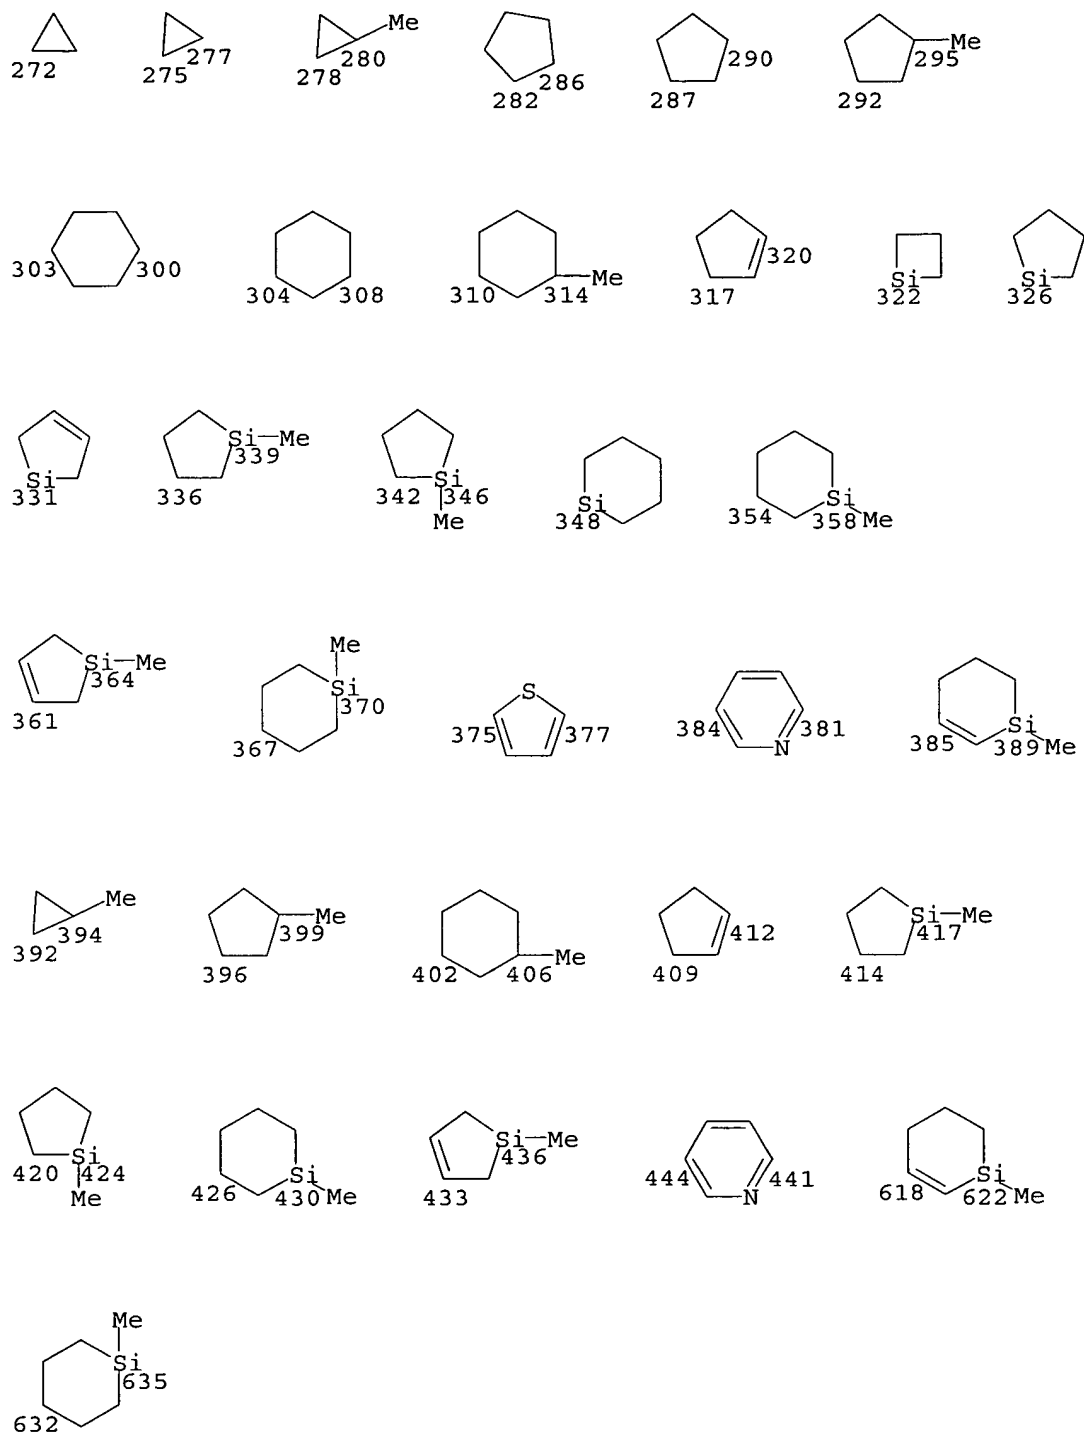 Me
277 280
272 275 278
Me
290 295
286
282 287 292
303 300 320
304 308 310 314 Me 317 Si Si
322 326
Si Me Si
339 342 346 Si Si
331 336 Me 348 354 358 Me
Me
Si Me Si
364 S 370 Si
361 367 375 377 384 381 385 389 Me
N
Me Me Si Me
394 399 412 417
392 396 402 406 Me 409 414
Si Si Me Si
420 424 436 444 441 618 622 Me
Me 426 Si 430 Me 433 N
Me
Si
635
632